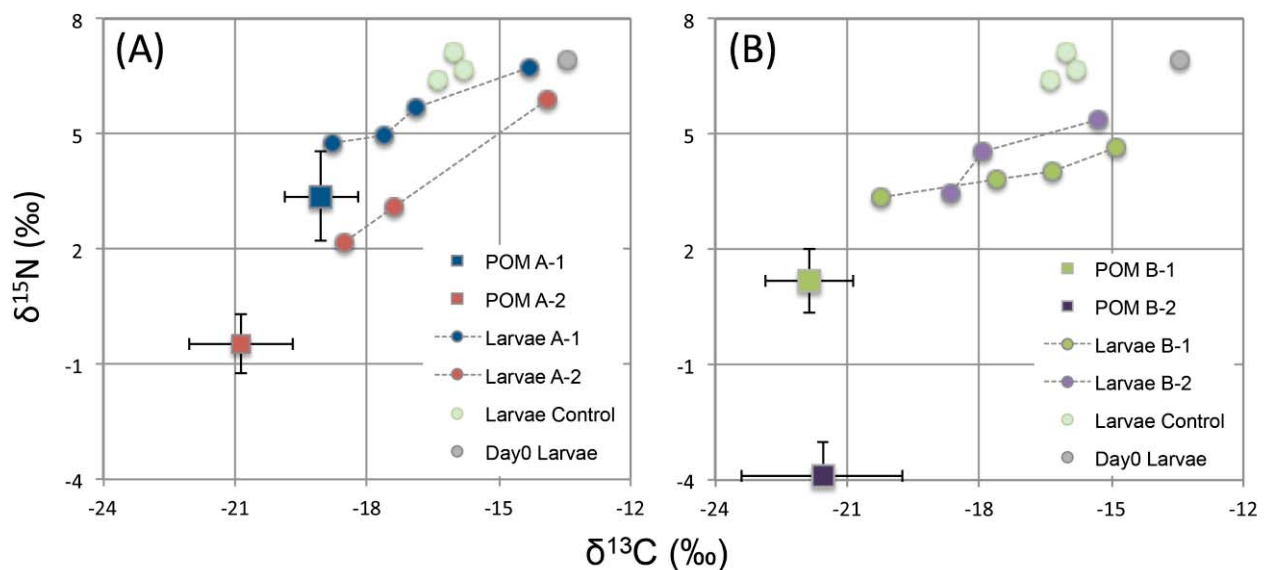 (A)
(B)
δ¹⁵N (‰)
8
5
2
-1
-4
-24
-21
-18
-15
-12
POM A-1
POM A-2
Larvae A-1
Larvae A-2
Larvae Control
Day0 Larvae
8
5
2
-1
-4
-24
-21
-18
-15
-12
POM B-1
POM B-2
Larvae B-1
Larvae B-2
Larvae Control
Day0 Larvae
δ¹³C (‰)